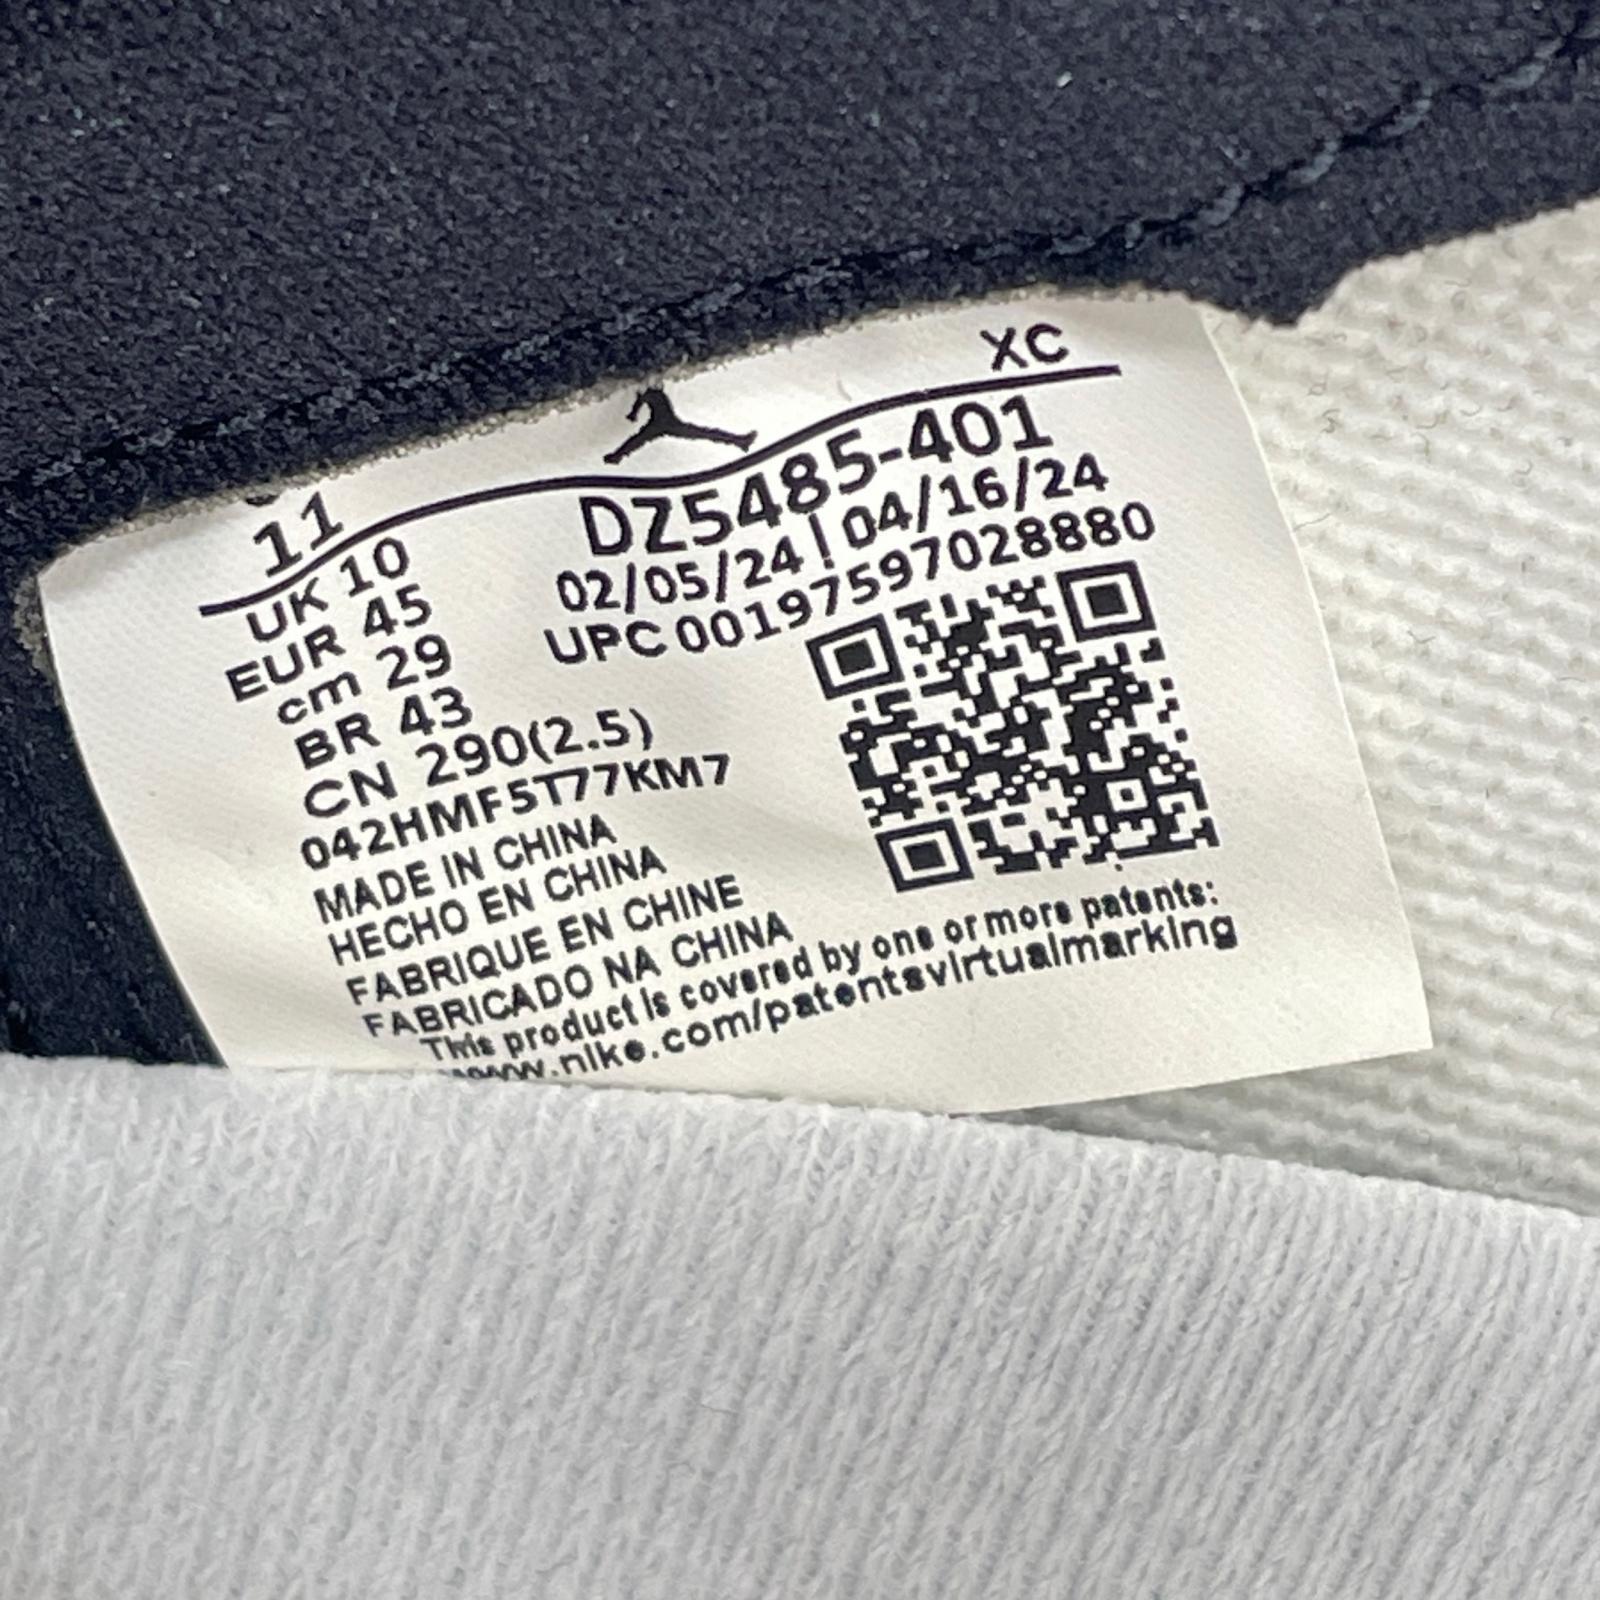 XC
11
UK 10
EUR 45
cm 29
BR 43
CN 290(2.5)
DZ5485-401
02/05/24 | 04/16/24
UPC 00197597028880
042HMF5T77KM7
MADE IN CHINA
HECHO EN CHINA
FABRIQUE EN CHINE
FABRICADO NA CHINA
This product is covered by one or more patents:
www.nike.com/patentsvirtualmarking